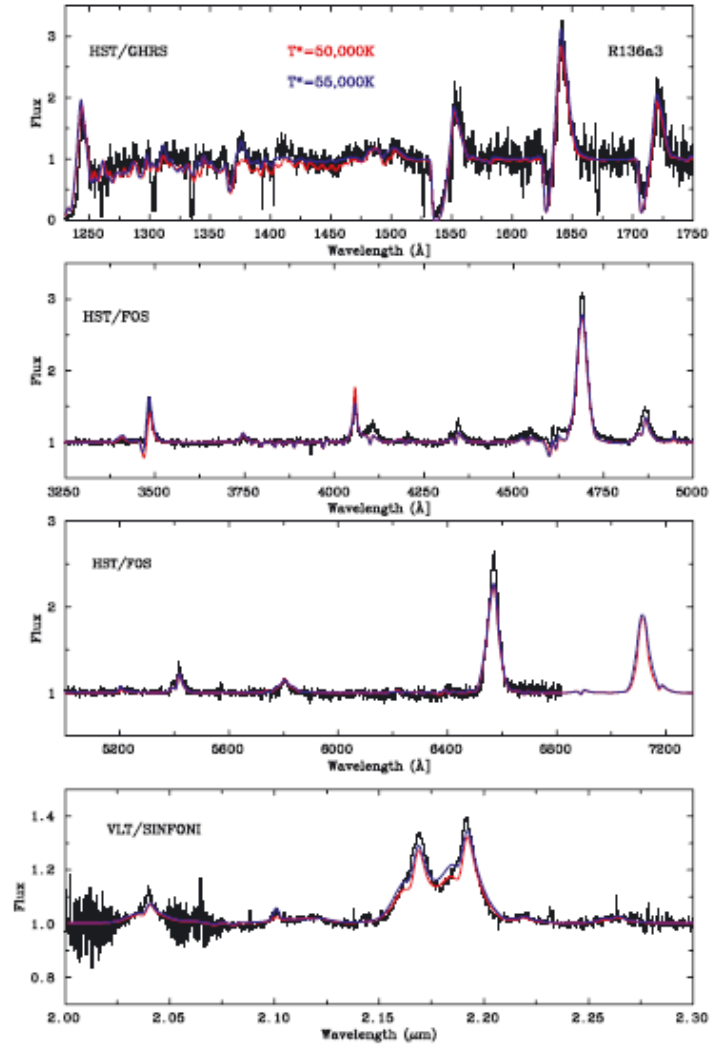 HST/GHRS T*=50,000K R136a3
T*=55,000K
3
2
1
0
Flux
1250 1300 1350 1400 1450 1500 1550 1600 1650 1700 1750
Wavelength [Å]
HST/FOS
3
2
1
Flux
3250 3500 3750 4000 4250 4500 4750 5000
Wavelength [Å]
HST/FOS
3
2
1
Flux
5200 5600 6000 6400 6800 7200
Wavelength [Å]
VLT/SINFONI
1.4
1.2
1.0
0.8
Flux
2.00 2.05 2.10 2.15 2.20 2.25 2.30
Wavelength (μm)